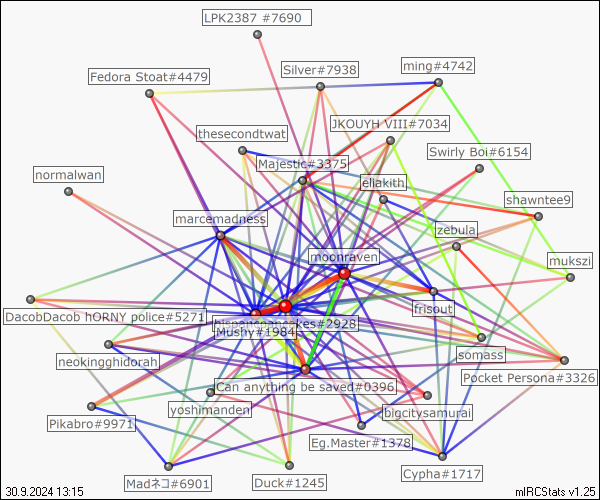 LPK2387 #7690
ming#4742
Silver#7938
Fedora Stoat#4479
JKOUYH VIII#7034
thesecondtwat
Swirly Boi#6154
Majestic#3375
normalwan
eliakith
shawntee9
marcemadness
zebula
moonraven
mukszi
frisout
DacobDacob hORNY police#5271
#2928
Mushy#1984
somass
neokingghidorah
Pocket Persona#3326
Can anything be saved#0396
yoshimanden
bigcitysamurai
Pikabro#9971
Eg.Master#1378
Cypha#1717
Madネコ#6901
Duck#1245
30.9.2024 13:15
mIRCStats v1.25